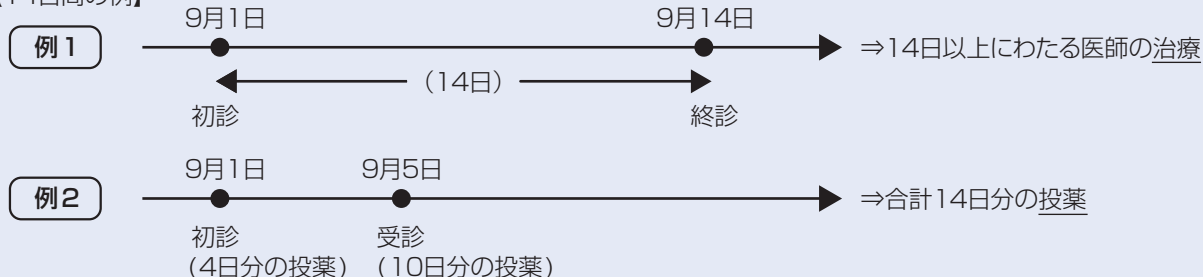 9月1日 9月14日
例1 ⇒14日以上にわたる医師の治療
(14日)
初診 終診
9月1日 9月5日
例2 ⇒合計14日分の投薬
初診 受診
(4日分の投薬) (10日分の投薬)